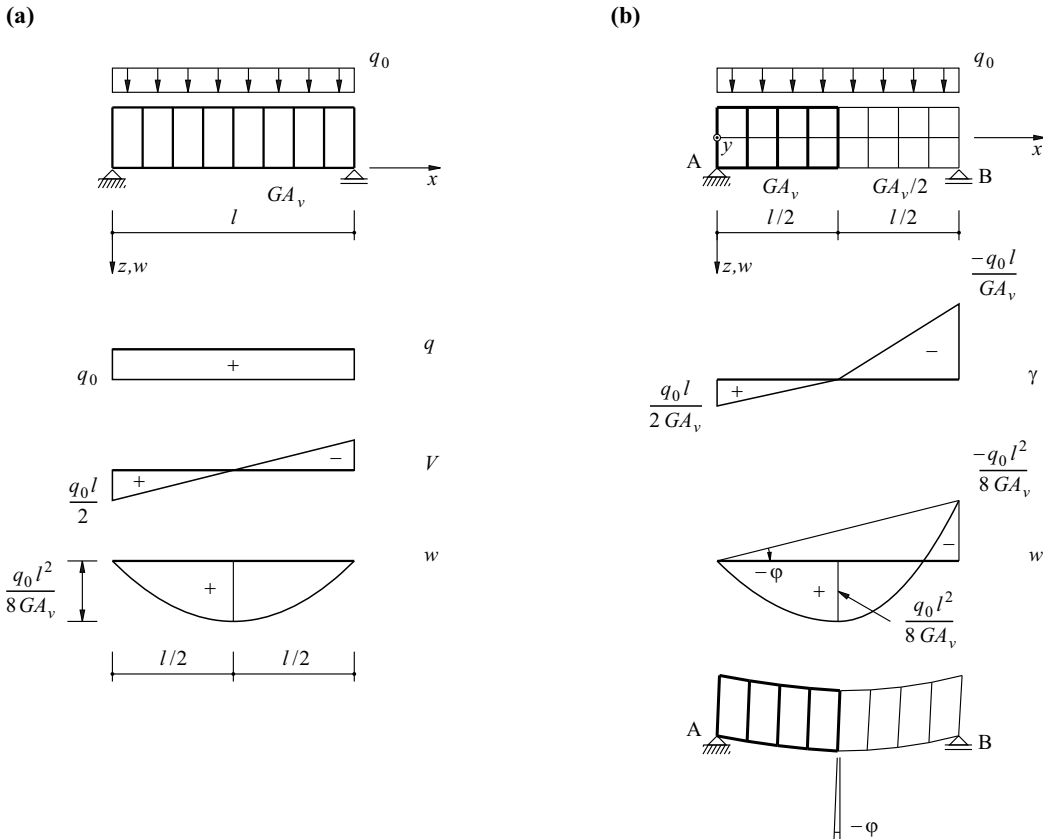 (a)
q₀
x
GAᵥ
l
z,w
q
q₀
+
V
+
−
q₀l/2
w
q₀l²/8GAᵥ
+
l/2 l/2
(b)
q₀
A
y
x
GAᵥ GAᵥ/2
B
l/2 l/2
z,w
−q₀l/GAᵥ
−
γ
+
q₀l/2GAᵥ
−q₀l²/8GAᵥ
−
w
−φ
+
q₀l²/8GAᵥ
A
B
−φ